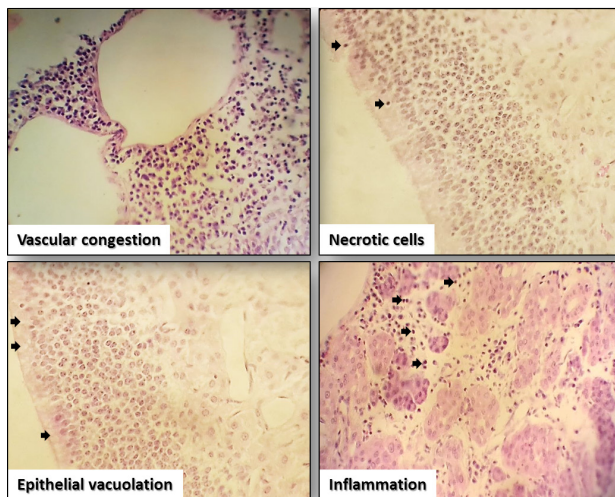 Vascular congestion
Necrotic cells
Epithelial vacuolation
Inflammation